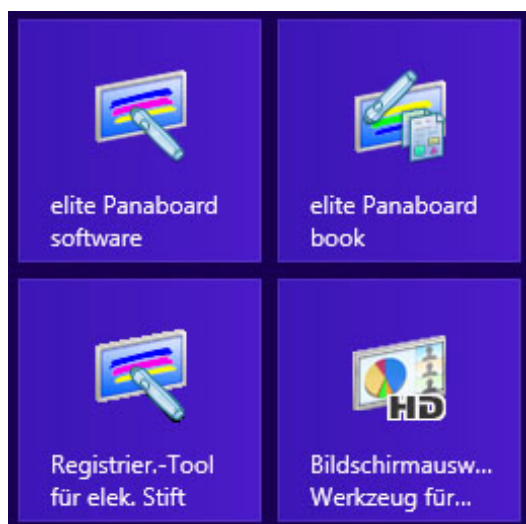 elite Panaboard
software
elite Panaboard
book
Registrier.-Tool
für elek. Stift
HD
Bildschirmausw...
Werkzeug für...